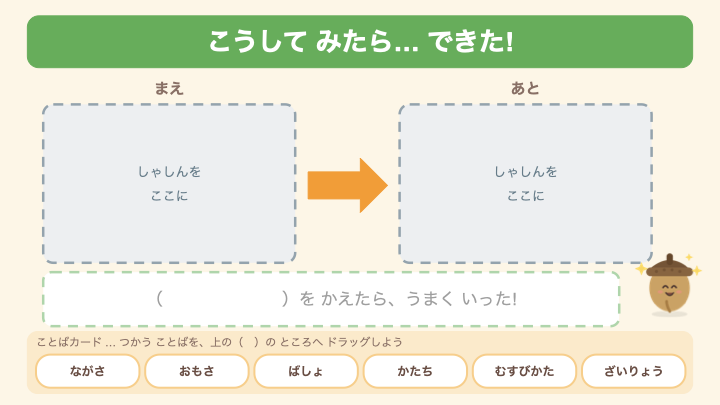 こうして みたら... できた!
まえ
あと
しゃしんを
ここに
しゃしんを
ここに
（　　　　　　）を かえたら、うまく いった!
ことばカード ... つかう ことばを、上の（　）の ところへ ドラッグしよう
ながさ
おもさ
ばしょ
かたち
むすびかた
ざいりょう